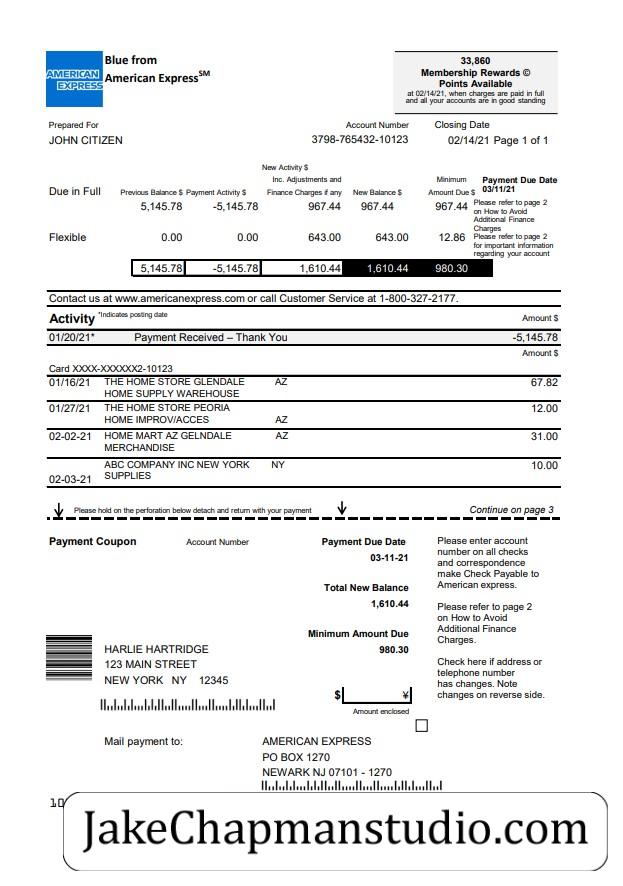 AMERICAN EXPRESS
Blue from
American Express℠
33,860
Membership Rewards ©
Points Available
at 02/14/21, when charges are paid in full
and all your accounts are in good standing
Prepared For Account Number Closing Date
JOHN CITIZEN 3798-765432-10123 02/14/21 Page 1 of 1
New Activity $
Inc. Adjustments and Minimum Payment Due Date
Due in Full Previous Balance $ Payment Activity $ Finance Charges if any New Balance $ Amount Due $ 03/11/21
5,145.78 -5,145.78 967.44 967.44 967.44 Please refer to page 2
on How to Avoid
Additional Finance
Charges
Flexible 0.00 0.00 643.00 643.00 12.86 Please refer to page 2
for important information
regarding your account
5,145.78 -5,145.78 1,610.44 1,610.44 980.30
Contact us at www.americanexpress.com or call Customer Service at 1-800-327-2177.
Activity *Indicates posting date Amount $
01/20/21* Payment Received – Thank You -5,145.78
Amount $
Card XXXX-XXXXXX2-10123
01/16/21 THE HOME STORE GLENDALE AZ 67.82
HOME SUPPLY WAREHOUSE
01/27/21 THE HOME STORE PEORIA 12.00
HOME IMPROV/ACCES AZ
02-02-21 HOME MART AZ GELNDALE AZ 31.00
MERCHANDISE
ABC COMPANY INC NEW YORK NY 10.00
02-03-21 SUPPLIES
Please hold on the perforation below detach and return with your payment Continue on page 3
Payment Coupon Account Number Payment Due Date
03-11-21
Total New Balance
1,610.44
Minimum Amount Due
980.30
Please enter account
number on all checks
and correspondence
make Check Payable to
American express.
Please refer to page 2
on How to Avoid
Additional Finance
Charges.
Check here if address or
telephone number
has changes. Note
changes on reverse side.
HARLIE HARTRIDGE
123 MAIN STREET
NEW YORK NY 12345
$ ¥
Amount enclosed
Mail payment to: AMERICAN EXPRESS
PO BOX 1270
NEWARK NJ 07101 - 1270
JakeChapmanstudio.com